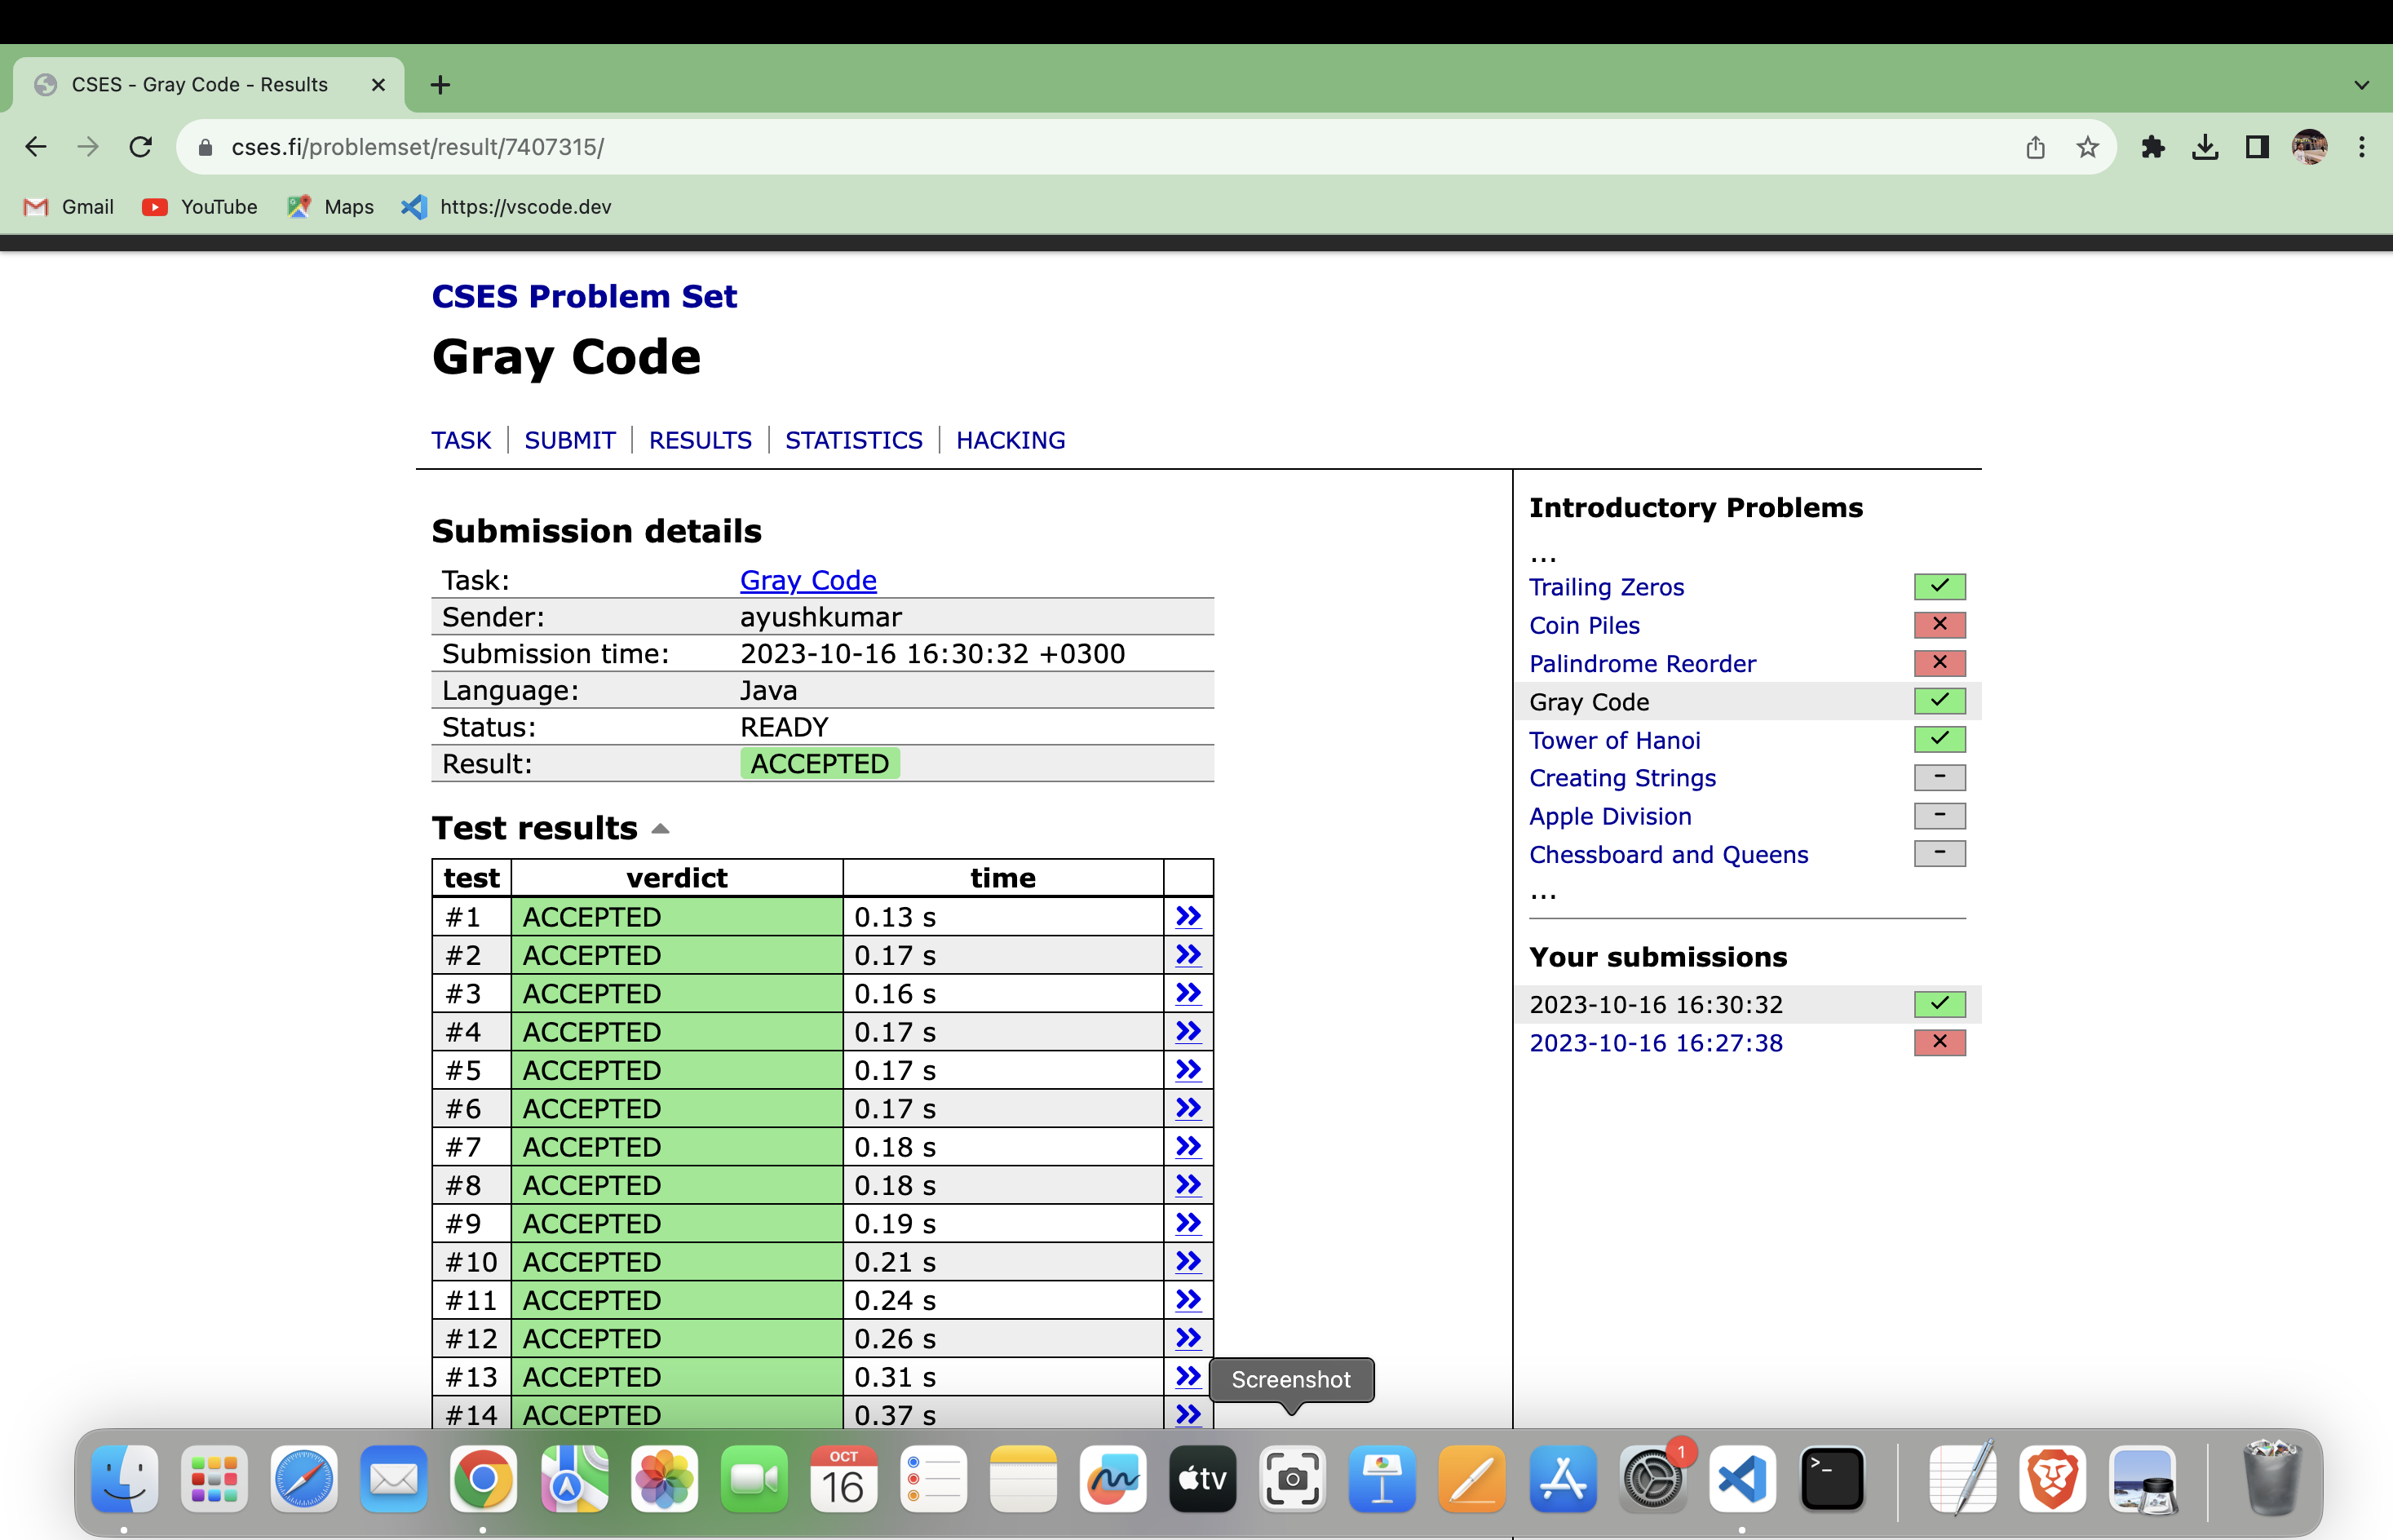 CSES - Gray Code - Results
cses.fi/problemset/result/7407315/
Gmail YouTube Maps https://vscode.dev
CSES Problem Set
Gray Code
TASK | SUBMIT | RESULTS | STATISTICS | HACKING
Submission details
Task: Gray Code
Sender: ayushkumar
Submission time: 2023-10-16 16:30:32 +0300
Language: Java
Status: READY
Result: ACCEPTED
Test results
test verdict time
#1 ACCEPTED 0.13 s >>
#2 ACCEPTED 0.17 s >>
#3 ACCEPTED 0.16 s >>
#4 ACCEPTED 0.17 s >>
#5 ACCEPTED 0.17 s >>
#6 ACCEPTED 0.17 s >>
#7 ACCEPTED 0.18 s >>
#8 ACCEPTED 0.18 s >>
#9 ACCEPTED 0.19 s >>
#10 ACCEPTED 0.21 s >>
#11 ACCEPTED 0.24 s >>
#12 ACCEPTED 0.26 s >>
#13 ACCEPTED 0.31 s >>
#14 ACCEPTED 0.37 s >>
Introductory Problems
...
Trailing Zeros
Coin Piles
Palindrome Reorder
Gray Code
Tower of Hanoi
Creating Strings –
Apple Division –
Chessboard and Queens –
...
Your submissions
2023-10-16 16:30:32
2023-10-16 16:27:38
Screenshot
OCT
16
tv
1
>_